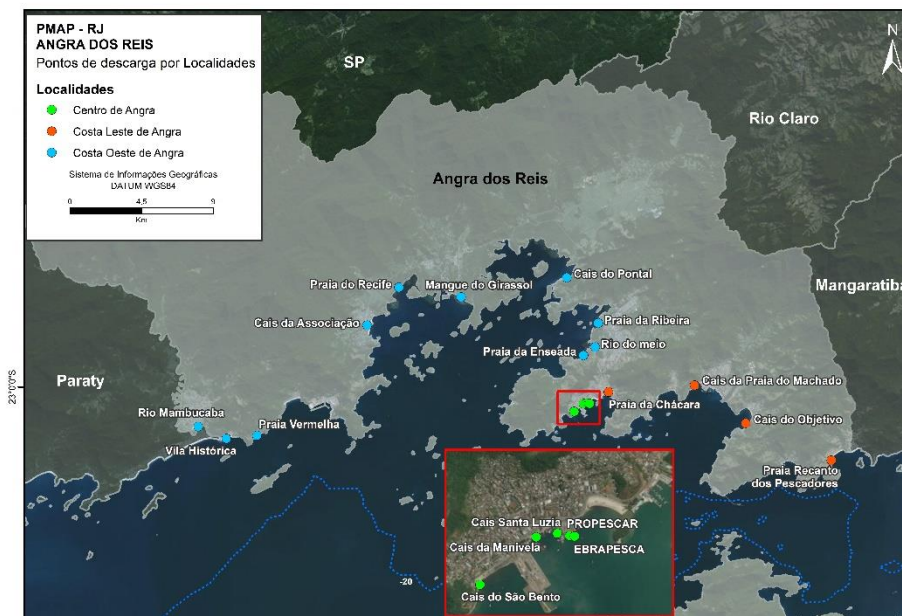 PMAP - RJ
ANGRA DOS REIS
Pontos de descarga por Localidades
Localidades
Centro de Angra
Costa Leste de Angra
Costa Oeste de Angra
Sistema de Informações Geográficas
DATUM WGS84
0 4,5 9
Km
SP
N
Rio Claro
Angra dos Reis
Mangaratiba
Paraty
23°0'0"S
Cais do Pontal
Praia do Recife
Mangue do Girassol
Cais da Associação
Praia da Ribeira
Rio do meio
Praia da Enseada
Cais da Praia do Machado
Praia da Chácara
Rio Mambucaba
Praia Vermelha
Vila Histórica
Cais do Objetivo
Praia Recanto
dos Pescadores
Cais Santa Luzia
PROPESCAR
Cais da Manivela
EBRAPESCA
Cais do São Bento
-20